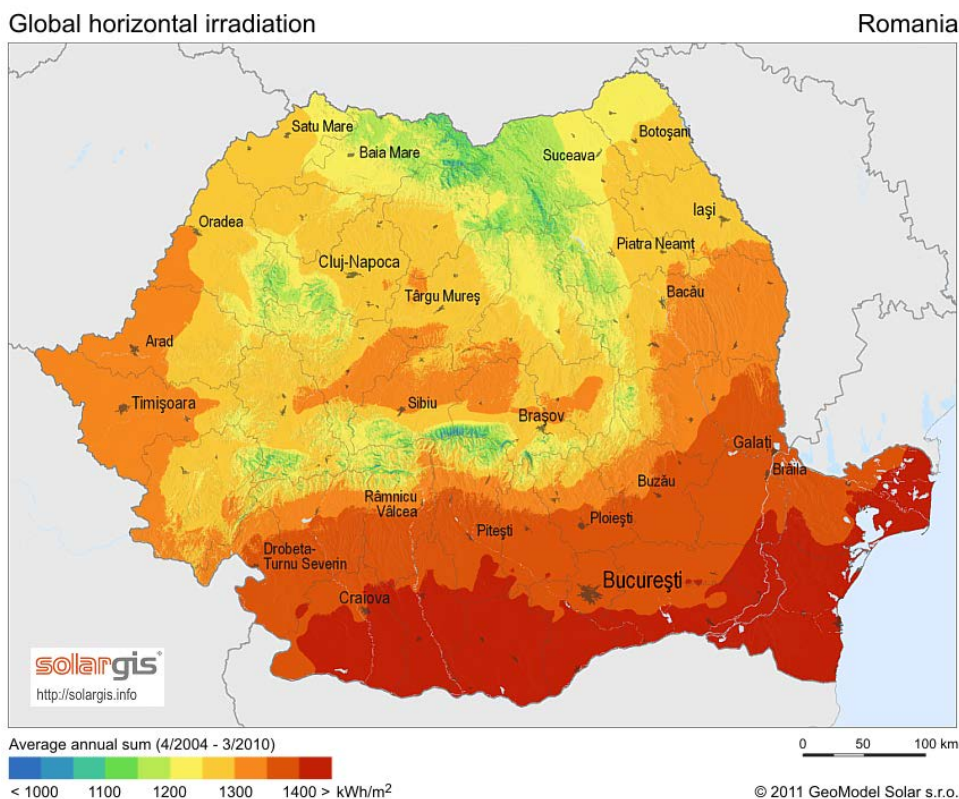 Global horizontal irradiation
Romania
Satu Mare
Baia Mare
Botoşani
Suceava
Oradea
Iaşi
Piatra Neamţ
Cluj-Napoca
Târgu Mureş
Bacău
Arad
Timişoara
Sibiu
Braşov
Galaţi
Brăila
Râmnicu
Vâlcea
Buzău
Piteşti
Ploieşti
Drobeta-
Turnu Severin
Bucureşti
Craiova
solargis
http://solargis.info
Average annual sum (4/2004 - 3/2010)
0 50 100 km
< 1000 1100 1200 1300 1400 > kWh/m²
© 2011 GeoModel Solar s.r.o.